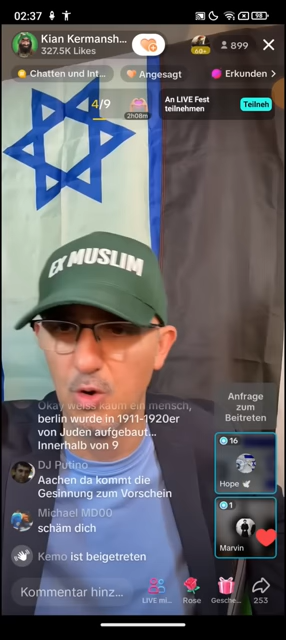 02:37
98
Kian Kermansh...
327.5K Likes
60+
899
Chatten und Int...
Angesagt
Erkunden
4/9
2h08m
An LIVE Fest
teilnehmen
Teilneh
EX MUSLIM
Okay weiss kaum ein mensch,
berlin wurde in 1911-1920er
von Juden aufgebaut...
Innerhalb von 9
DJ Putino
Aachen da kommt die
Gesinnung zum Vorschein
Michael MD00
schäm dich
Kemo ist beigetreten
Anfrage
zum
Beitreten
16
Hope
1
Marvin
Kommentar hinz...
LIVE mi...
Rose
Gesche...
253